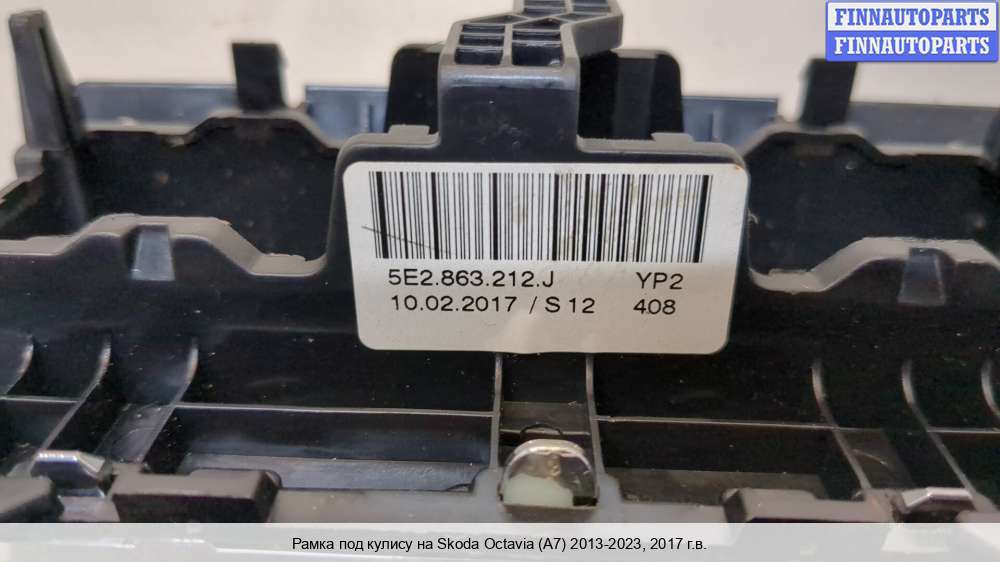 FINNAUTOPARTS
FINNAUTOPARTS
5E2.863.212.J YP2
10.02.2017 / S 12 408
Рамка под кулису на Skoda Octavia (A7) 2013-2023, 2017 г.в.